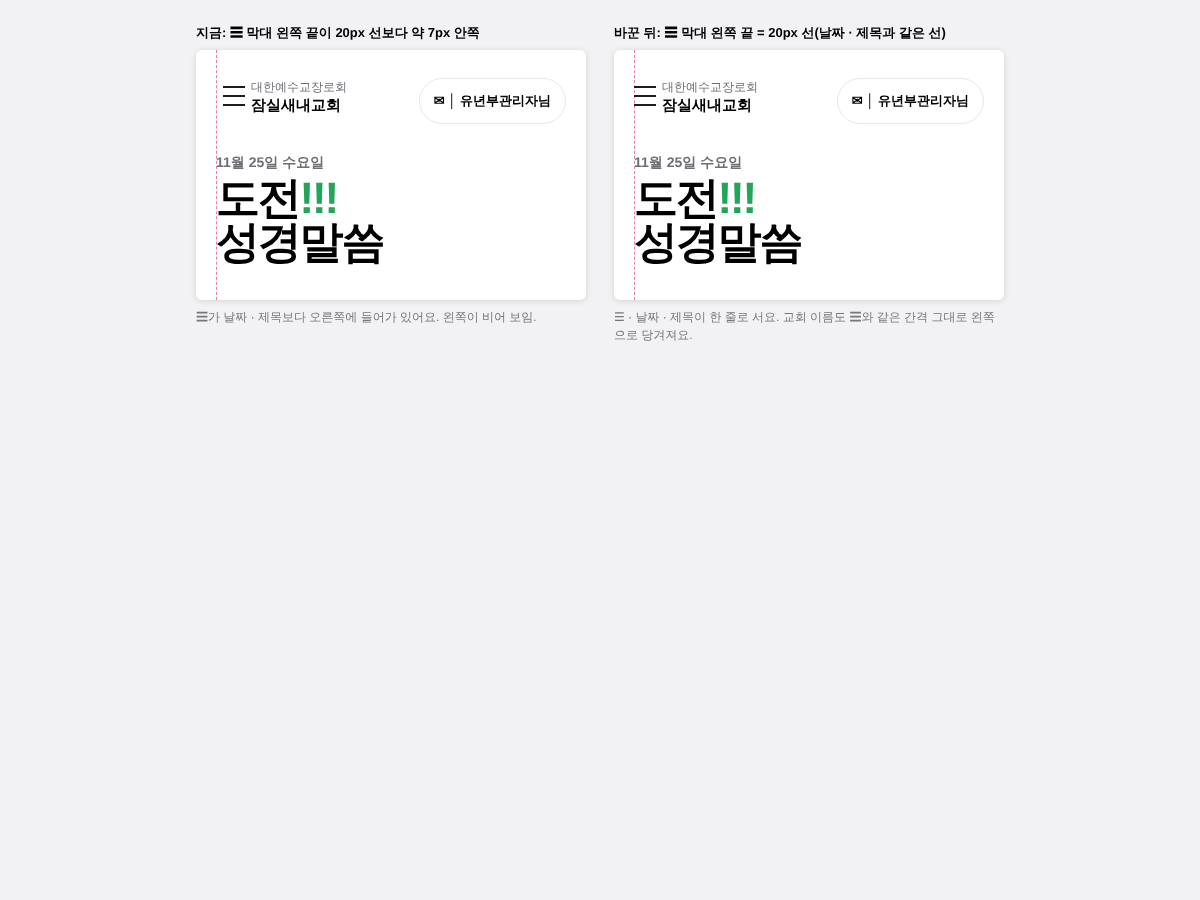 지금: ☰ 막대 왼쪽 끝이 20px 선보다 약 7px 안쪽
대한예수교장로회
잠실새내교회
✉ │ 유년부관리자님
11월 25일 수요일
도전!!!
성경말씀
☰가 날짜 · 제목보다 오른쪽에 들어가 있어요. 왼쪽이 비어 보임.
바꾼 뒤: ☰ 막대 왼쪽 끝 = 20px 선(날짜 · 제목과 같은 선)
대한예수교장로회
잠실새내교회
✉ │ 유년부관리자님
11월 25일 수요일
도전!!!
성경말씀
☰ · 날짜 · 제목이 한 줄로 서요. 교회 이름도 ☰와 같은 간격 그대로 왼쪽
으로 당겨져요.